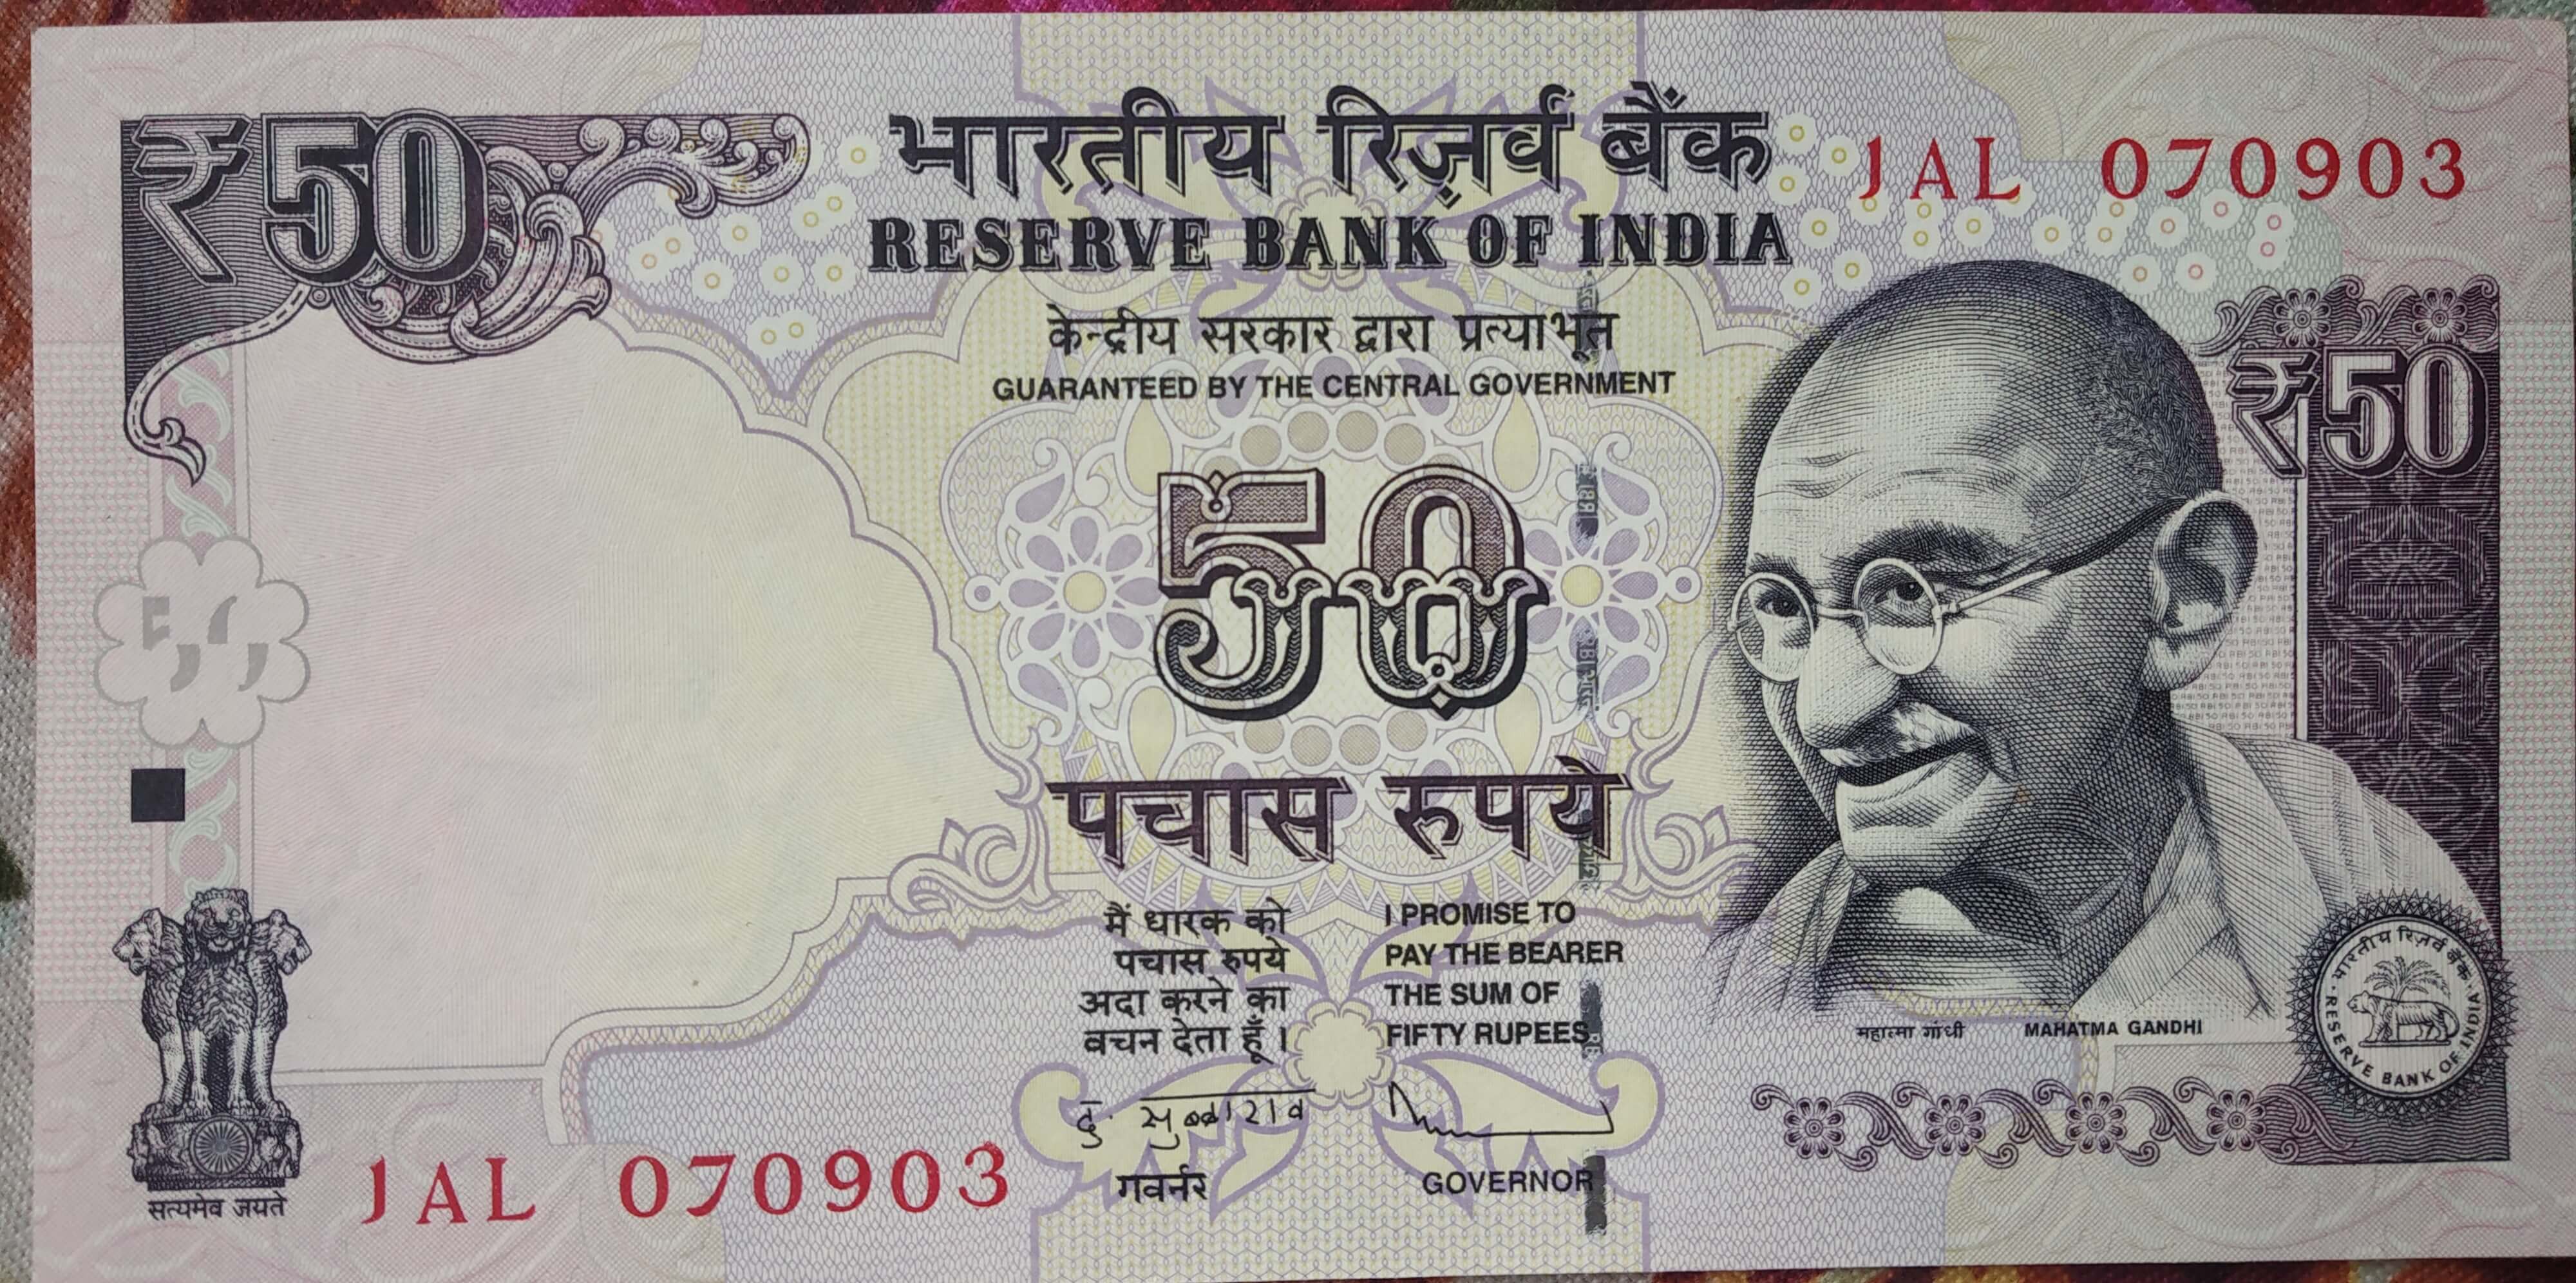 ₹50
भारतीय रिज़र्व बैंक
JAL 070903
RESERVE BANK OF INDIA
केन्द्रीय सरकार द्वारा प्रत्याभूत
GUARANTEED BY THE CENTRAL GOVERNMENT
₹50
50
पचास रुपये
मैं धारक को
पचास रुपये
अदा करने का
वचन देता हूँ।
I PROMISE TO
PAY THE BEARER
THE SUM OF
FIFTY RUPEES
महात्मा गांधी MAHATMA GANDHI
भारतीय रिज़र्व बैंक
RESERVE BANK OF INDIA
दु. सुब्बाराव
गवर्नर
GOVERNOR
सत्यमेव जयते
JAL 070903